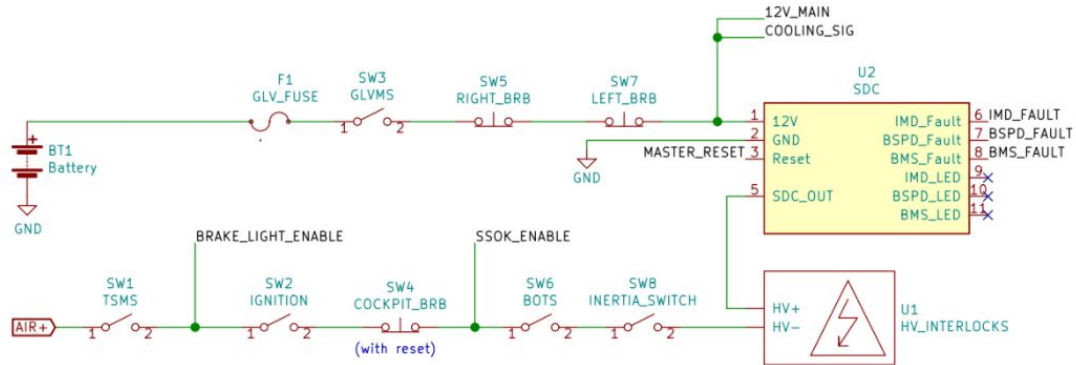 12V_MAIN
COOLING_SIG
F1
GLV_FUSE
SW3
GLVMS
1 2
SW5
RIGHT_BRB
SW7
LEFT_BRB
U2
SDC
BT1
Battery
+
GND
GND
MASTER_RESET
1 12V
2 GND
3 Reset
5 SDC_OUT
IMD_Fault 6 IMD_FAULT
BSPD_Fault 7 BSPD_FAULT
BMS_Fault 8 BMS_FAULT
IMD_LED 9
BSPD_LED 10
BMS_LED 11
BRAKE_LIGHT_ENABLE
SSOK_ENABLE
AIR+
SW1
TSMS
1 2
SW2
IGNITION
1 2
SW4
COCKPIT_BRB
(with reset)
SW6
BOTS
1 2
SW8
INERTIA_SWITCH
1 2
HV+
HV-
U1
HV_INTERLOCKS